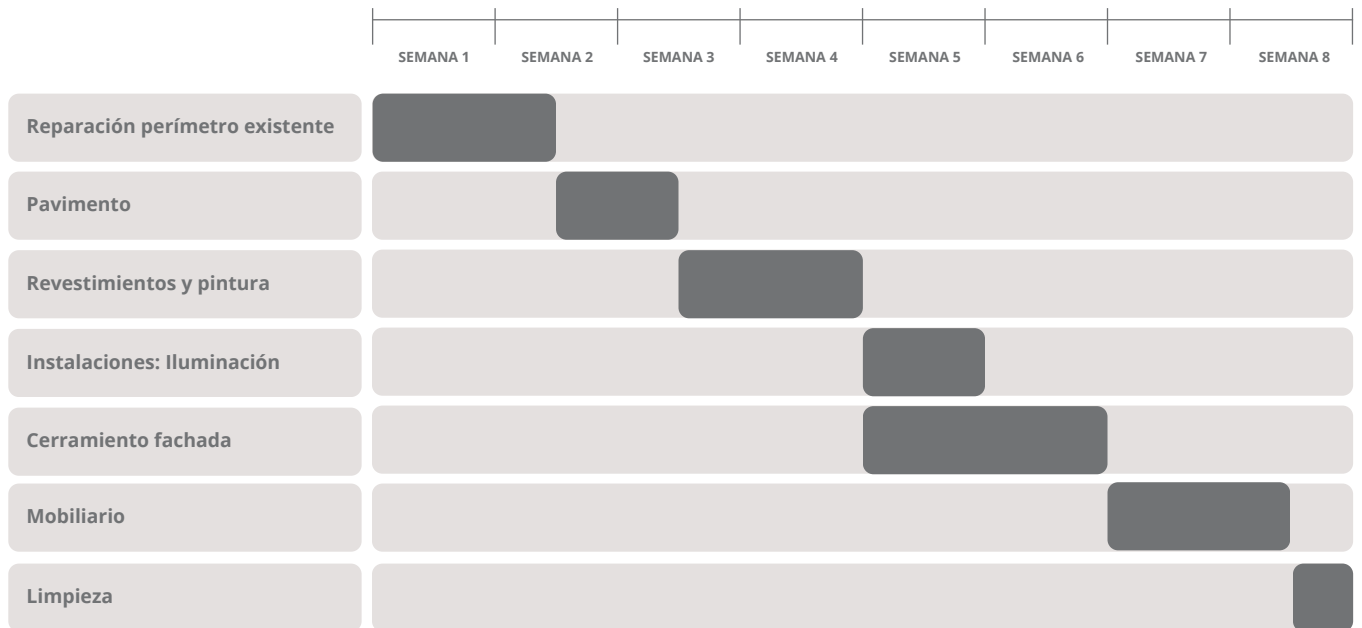 SEMANA 1 SEMANA 2 SEMANA 3 SEMANA 4 SEMANA 5 SEMANA 6 SEMANA 7 SEMANA 8
Reparación perímetro existente
Pavimento
Revestimientos y pintura
Instalaciones: Iluminación
Cerramiento fachada
Mobiliario
Limpieza